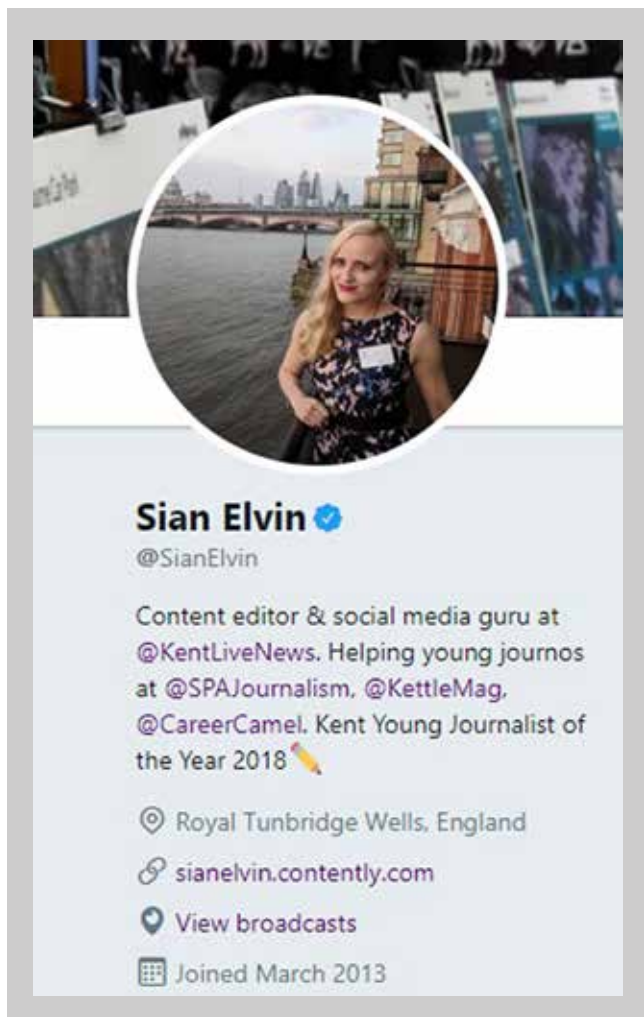 Sian Elvin
@SianElvin
Content editor & social media guru at
@KentLiveNews. Helping young journos
at @SPAJournalism, @KettleMag,
@CareerCamel. Kent Young Journalist of
the Year 2018✏️
Royal Tunbridge Wells, England
sianelvin.contently.com
View broadcasts
Joined March 2013